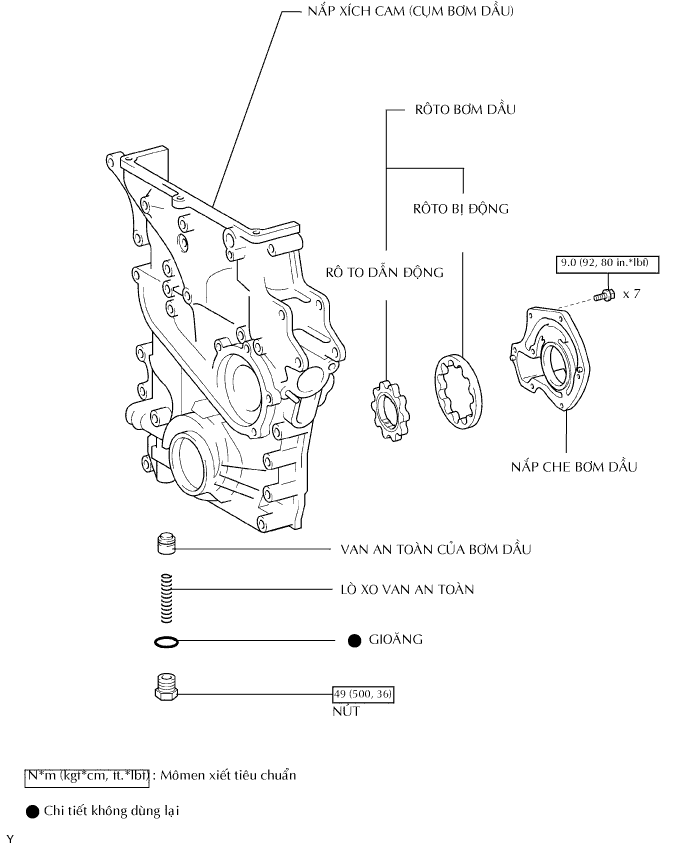 NẮP XÍCH CAM (CỤM BƠM DẦU)
RÔTO BƠM DẦU
RÔTO BỊ ĐỘNG
RÔ TO DẪN ĐỘNG
9.0 (92, 80 in.*lbf)
x 7
NẮP CHE BƠM DẦU
VAN AN TOÀN CỦA BƠM DẦU
LÒ XO VAN AN TOÀN
● GIOĂNG
49 (500, 36)
NÚT
N*m (kgf*cm, ft.*lbf) : Mômen xiết tiêu chuẩn
● Chi tiết không dùng lại
Y